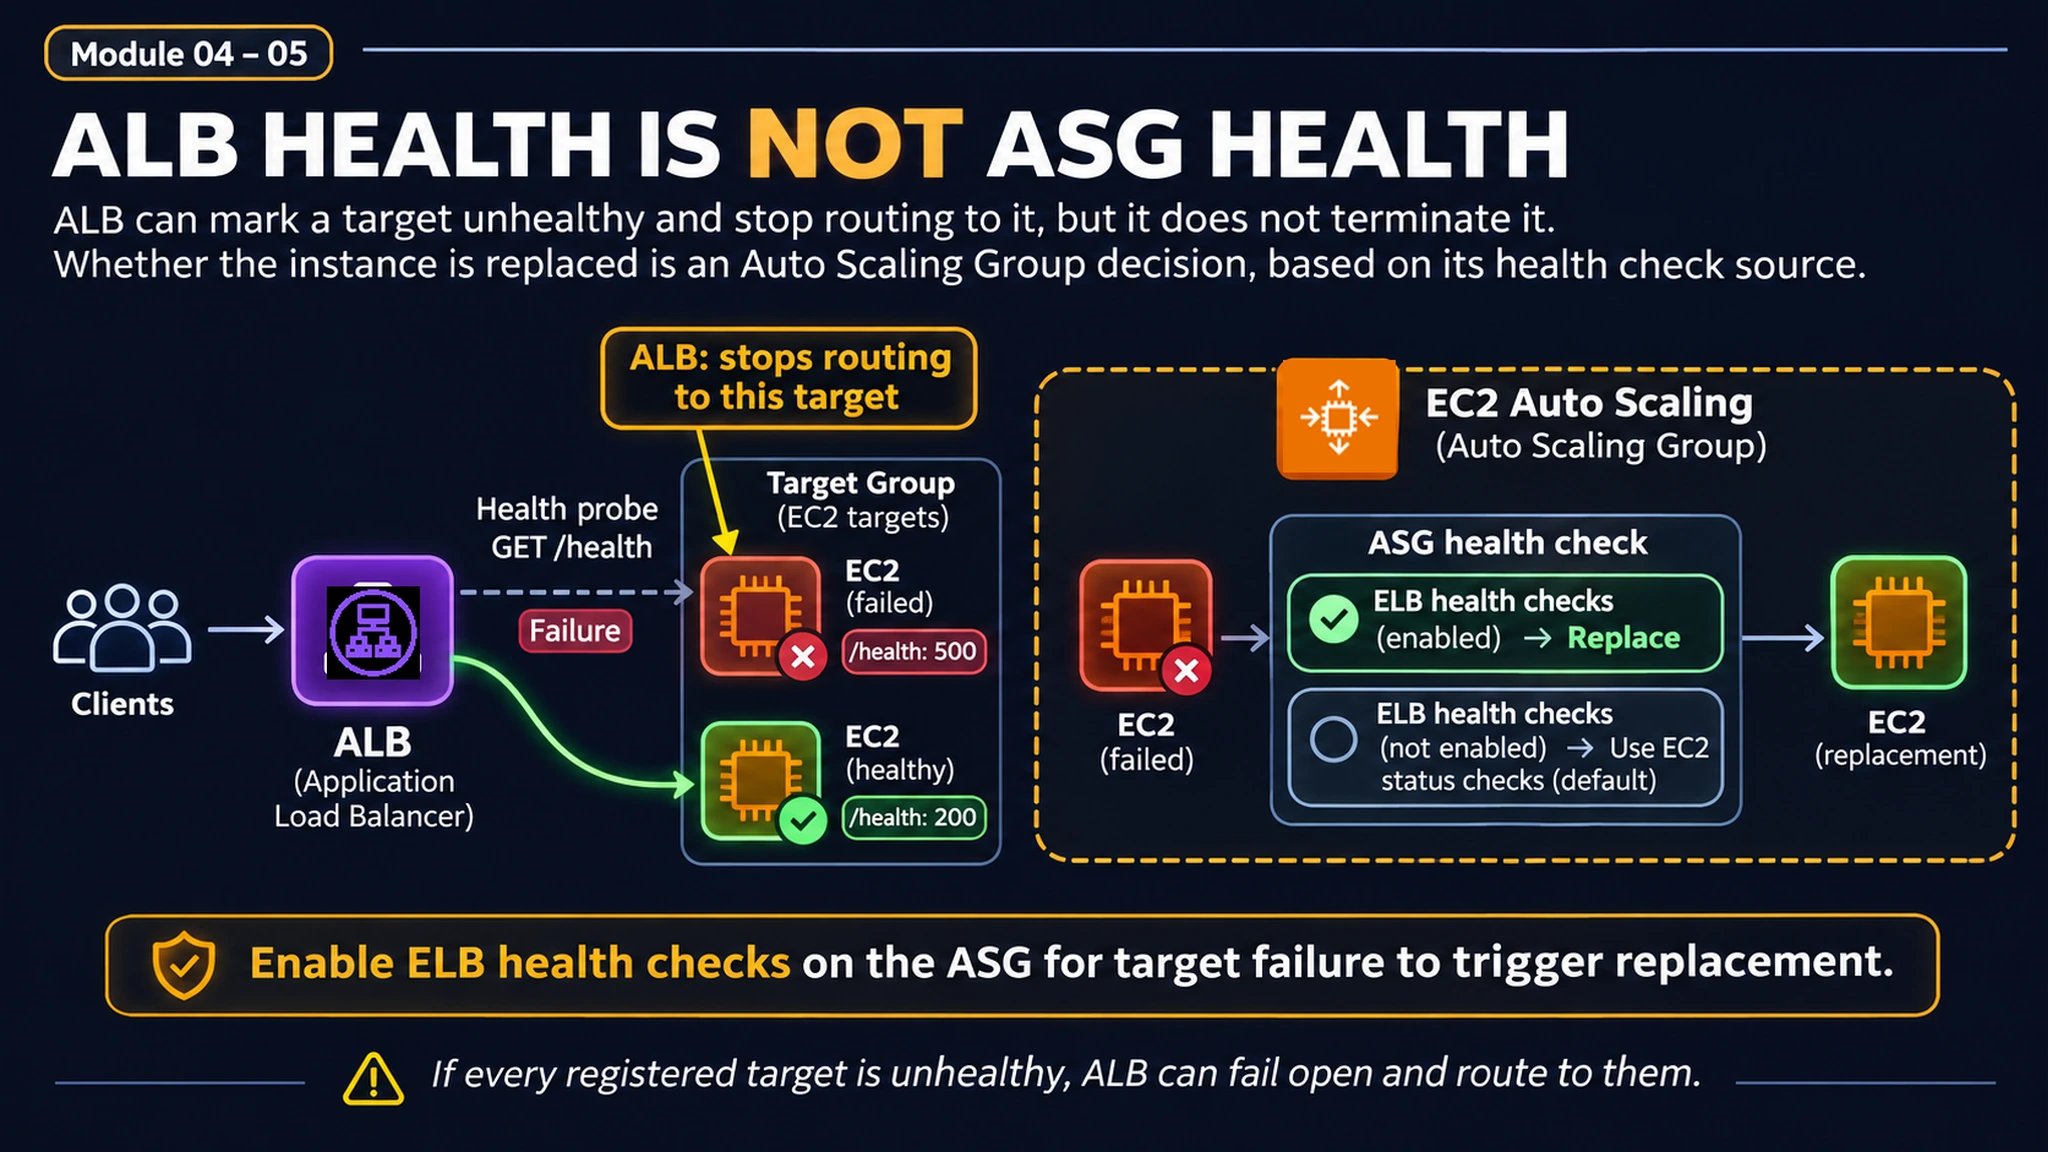 Module 04 – 05
ALB HEALTH IS NOT ASG HEALTH
ALB can mark a target unhealthy and stop routing to it, but it does not terminate it.
Whether the instance is replaced is an Auto Scaling Group decision, based on its health check source.
ALB: stops routing
to this target
Clients
ALB
(Application
Load Balancer)
Health probe
GET /health
Failure
Target Group
(EC2 targets)
EC2
(failed)
/health: 500
EC2
(healthy)
/health: 200
EC2 Auto Scaling
(Auto Scaling Group)
EC2
(failed)
ASG health check
ELB health checks
(enabled) → Replace
ELB health checks
(not enabled) → Use EC2
status checks (default)
EC2
(replacement)
Enable ELB health checks on the ASG for target failure to trigger replacement.
If every registered target is unhealthy, ALB can fail open and route to them.